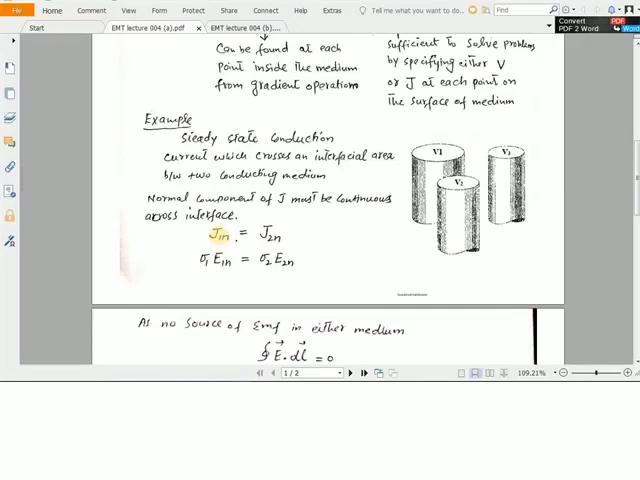 File Home Comment View Form Protect Share Connect Help Extras Tell me what you want to do.. Find
Convert
PDF 2 Word
Start EMT lecture 004 (a).pdf × EMT lecture 004 (b)....
Can be found at each
point inside the medium
from gradient operation
sufficient to solve problems
by specifying either V
or J at each point on
the surface of medium
Example
Steady state conduction
Current which crosses an interfacial area
b/w two conducting medium
Normal component of J must be continuous
across interface.
J1n = J2n
σ1 E1n = σ2 E2n
V1
V2
V3
As no source of Emf in either medium
∮ E⃗ . dl⃗ = 0
1 / 2
109.21%